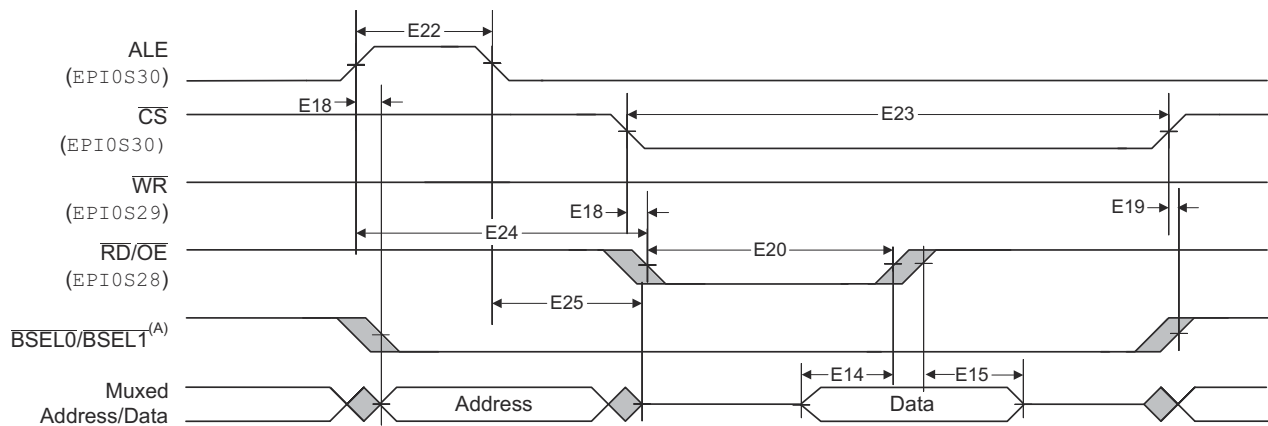 E22
ALE
(EPI0S30)
E18
CS
E23
(EPI0S30)
WR
E18
E19
(EPI0S29)
E24
RD/OE
E20
(EPI0S28)
E25
BSEL0/BSEL1(A)
E14
E15
Muxed
Address/Data
Address
Data